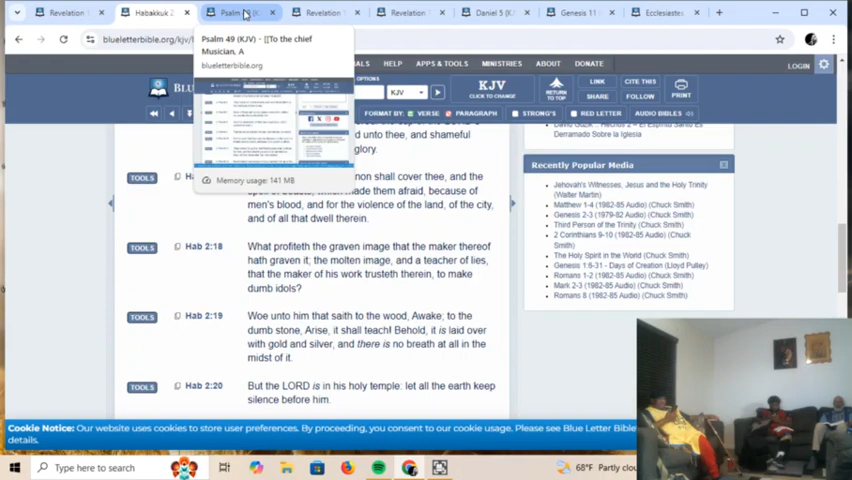 Revelation 1
Habakkuk 2
Psalm
Revelation 1
Revelation
Daniel 5 (KJV)
Genesis 11
Ecclesiastes
blueletterbible.org/kjv/
Psalm 49 (KJV) - [[To the chief
Musician, A
blueletterbible.org
Memory usage: 141 MB
HELP
APPS & TOOLS
MINISTRIES
ABOUT
DONATE
LOGIN
OPTIONS
KJV
KJV
CLICK TO CHANGE
RETURN
TO TOP
LINK
SHARE
CITE THIS
FOLLOW
PRINT
FORMAT BY:
VERSE
PARAGRAPH
STRONG'S
RED LETTER
AUDIO BIBLES
d unto thee, and shameful
glory.
Derramado Sobre la Iglesia
TOOLS
non shall cover thee, and the
made them afraid, because of
men's blood, and for the violence of the land, of the city,
and of all that dwell therein.
TOOLS
Hab 2:18
What profiteth the graven image that the maker thereof
hath graven it; the molten image, and a teacher of lies,
that the maker of his work trusteth therein, to make
dumb idols?
TOOLS
Hab 2:19
Woe unto him that saith to the wood, Awake; to the
dumb stone, Arise, it shall teach! Behold, it is laid over
with gold and silver, and there is no breath at all in the
midst of it.
TOOLS
Hab 2:20
But the LORD is in his holy temple: let all the earth keep
silence before him.
Recently Popular Media
Jehovah's Witnesses, Jesus and the Holy Trinity
(Walter Martin)
Matthew 1-4 (1982-85 Audio) (Chuck Smith)
Genesis 2-3 (1979-82 Audio) (Chuck Smith)
Third Person of the Trinity (Chuck Smith)
2 Corinthians 9-10 (1982-85 Audio) (Chuck
Smith)
The Holy Spirit in the World (Chuck Smith)
Genesis 1:6-31 - Days of Creation (Lloyd Pulley)
Romans 1-2 (1982-85 Audio) (Chuck Smith)
Mark 2-3 (1982-85 Audio) (Chuck Smith)
Romans 8 (1982-85 Audio) (Chuck Smith)
Cookie Notice: Our website uses cookies to store user preferences. By proceeding, you consent to our cookie usage. Please see Blue Letter Bible
details.
Type here to search
68°F Partly clou